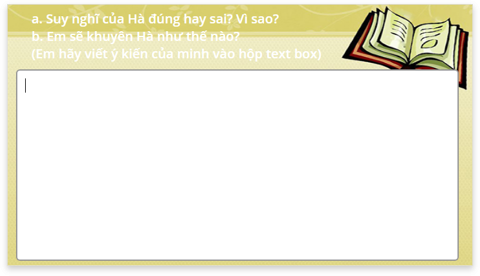 a. Suy nghĩ của Hà đúng hay sai? Vì sao?
b. Em sẽ khuyên Hà như thế nào?
(Em hãy viết ý kiến của mình vào hộp text box)